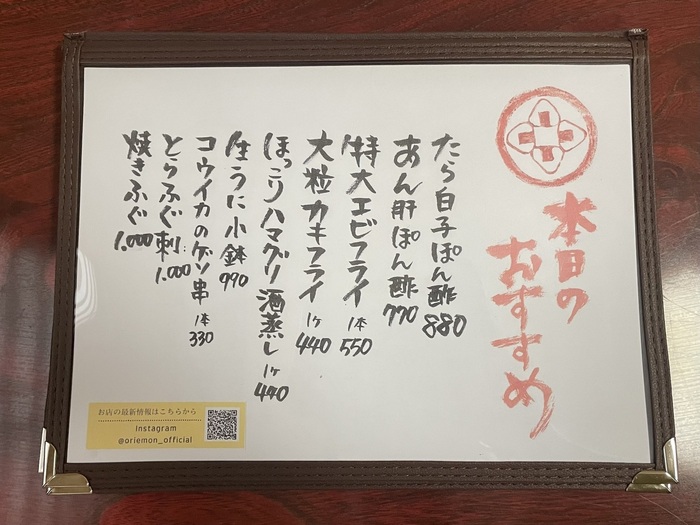 本日の
おすすめ
たら白子ぽん酢 880
あん肝ぽん酢 770
特大エビフライ 1本 550
大粒カキフライ 1ヶ 440
ほっこりハマグリ酒蒸し 1ヶ 440
生うに小鉢 990
コウイカのゲソ串 1本 330
とらふぐ刺 1.000
焼きふぐ 1.000
お店の最新情報はこちらから
Instagram
@oriemon_official